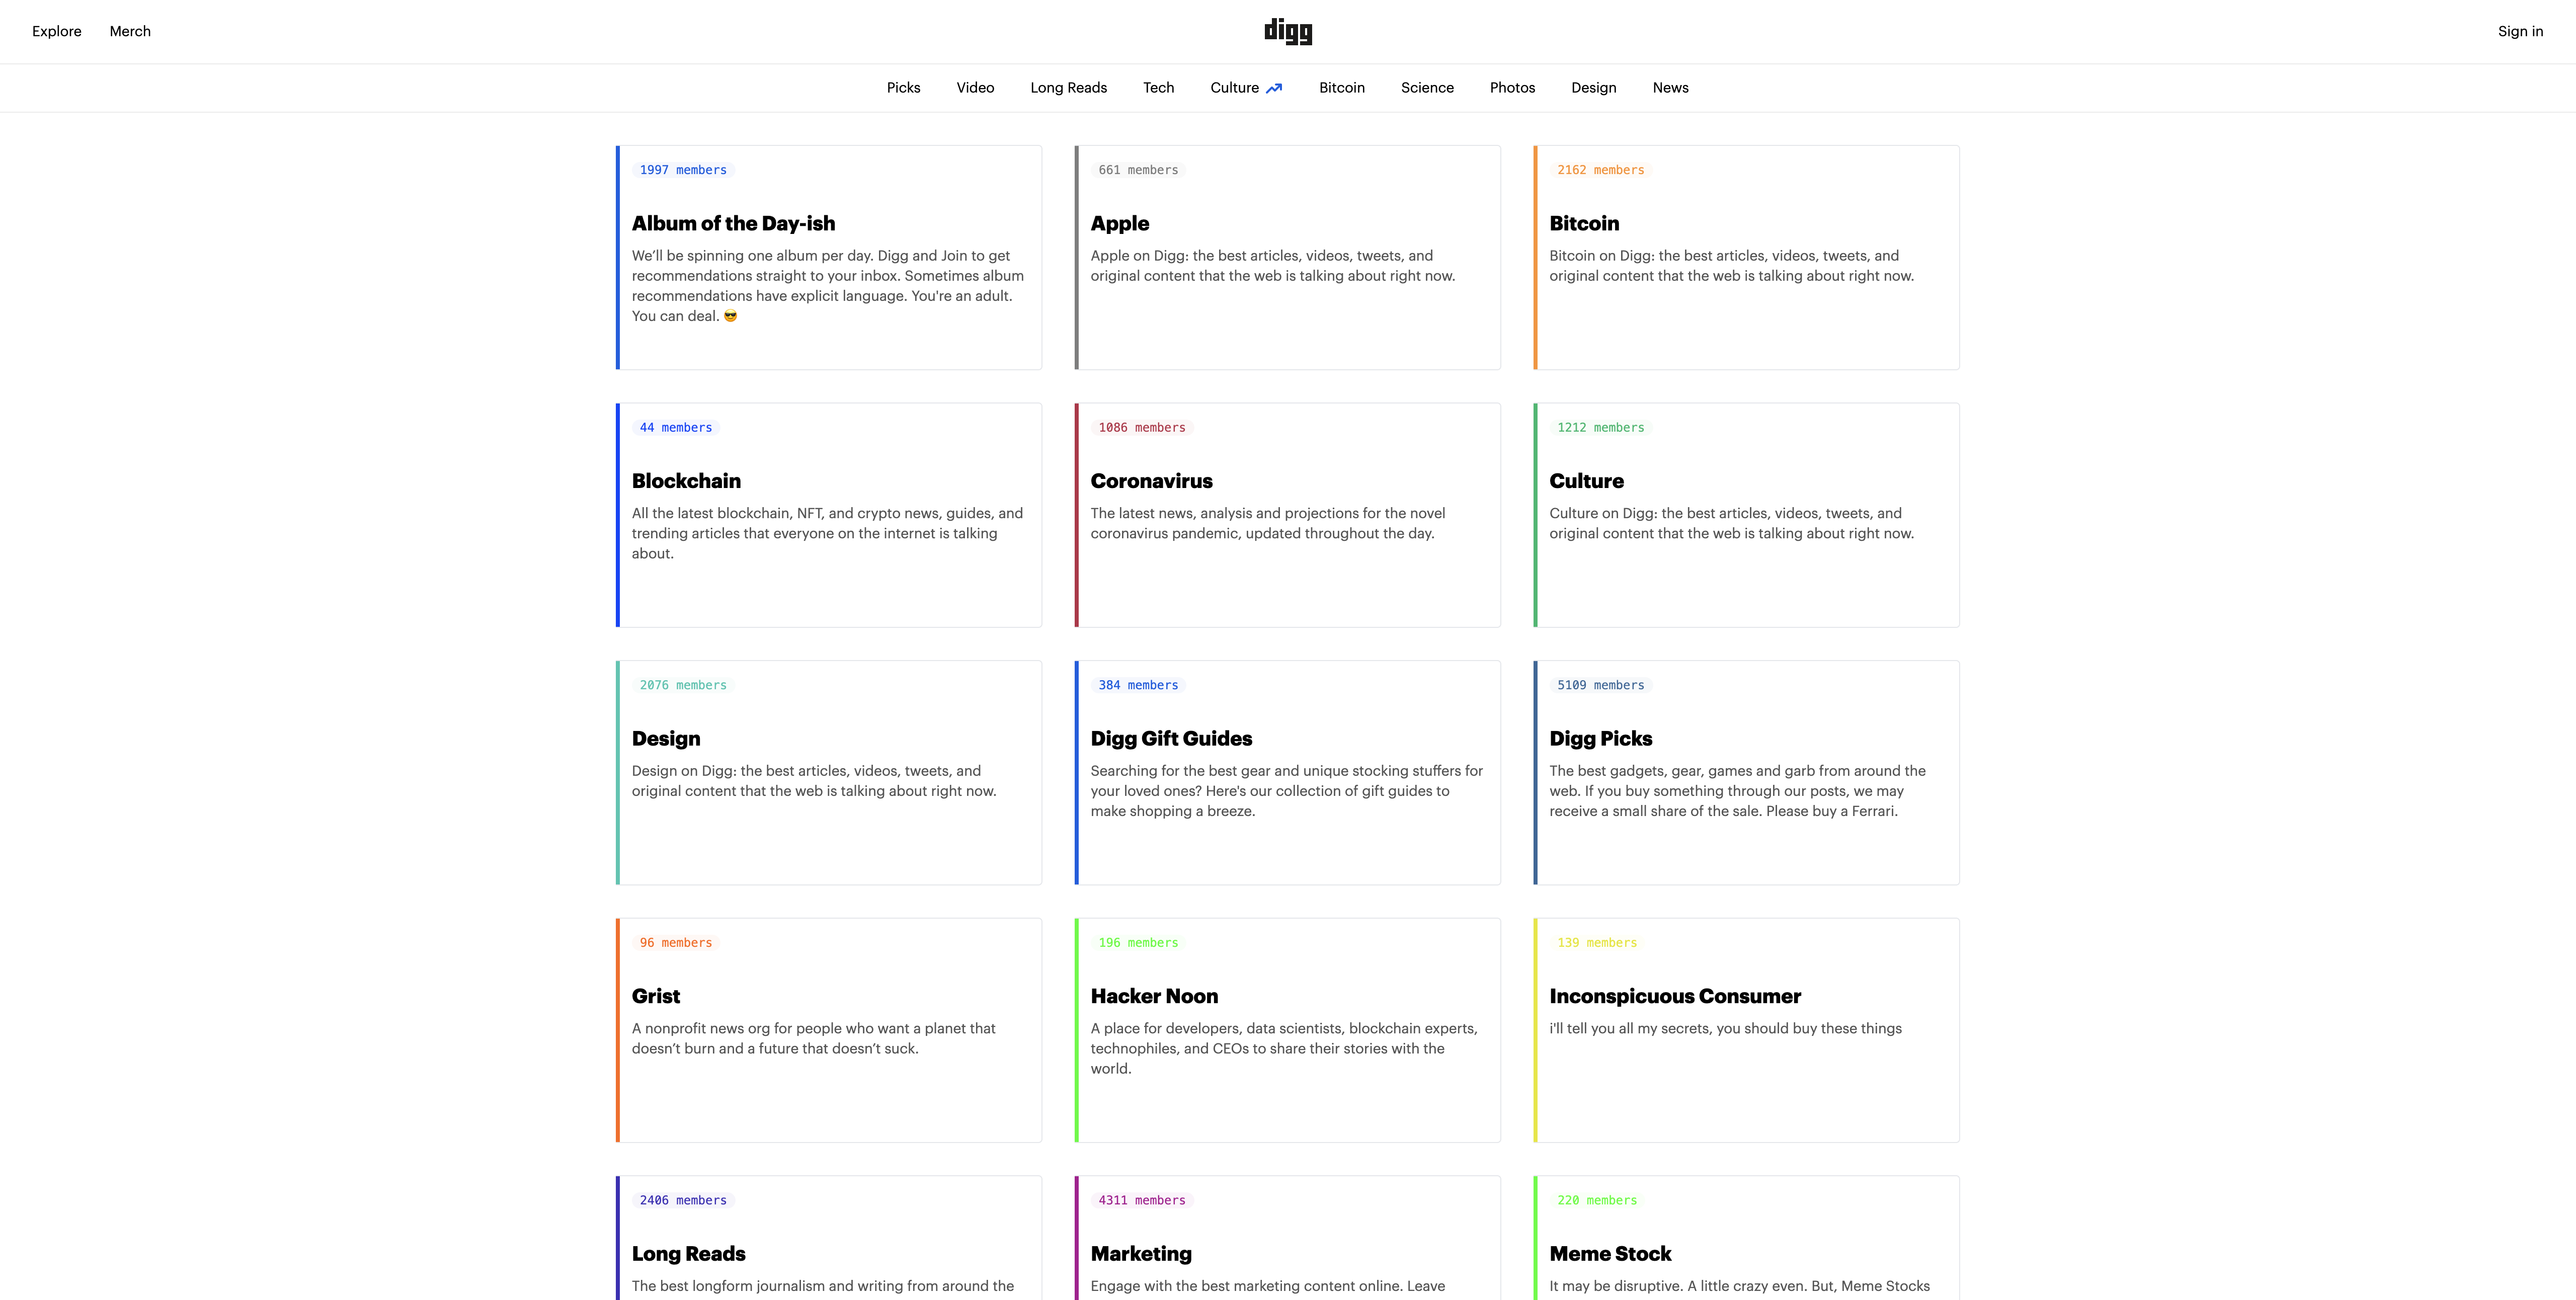 Explore Merch digg Sign in
Picks Video Long Reads Tech Culture Bitcoin Science Photos Design News
1997 members
Album of the Day-ish
We’ll be spinning one album per day. Digg and Join to get
recommendations straight to your inbox. Sometimes album
recommendations have explicit language. You're an adult.
You can deal. 😎
661 members
Apple
Apple on Digg: the best articles, videos, tweets, and
original content that the web is talking about right now.
2162 members
Bitcoin
Bitcoin on Digg: the best articles, videos, tweets, and
original content that the web is talking about right now.
44 members
Blockchain
All the latest blockchain, NFT, and crypto news, guides, and
trending articles that everyone on the internet is talking
about.
1086 members
Coronavirus
The latest news, analysis and projections for the novel
coronavirus pandemic, updated throughout the day.
1212 members
Culture
Culture on Digg: the best articles, videos, tweets, and
original content that the web is talking about right now.
2076 members
Design
Design on Digg: the best articles, videos, tweets, and
original content that the web is talking about right now.
384 members
Digg Gift Guides
Searching for the best gear and unique stocking stuffers for
your loved ones? Here's our collection of gift guides to
make shopping a breeze.
5109 members
Digg Picks
The best gadgets, gear, games and garb from around the
web. If you buy something through our posts, we may
receive a small share of the sale. Please buy a Ferrari.
96 members
Grist
A nonprofit news org for people who want a planet that
doesn’t burn and a future that doesn’t suck.
196 members
Hacker Noon
A place for developers, data scientists, blockchain experts,
technophiles, and CEOs to share their stories with the
world.
139 members
Inconspicuous Consumer
i'll tell you all my secrets, you should buy these things
2406 members
Long Reads
The best longform journalism and writing from around the
4311 members
Marketing
Engage with the best marketing content online. Leave
220 members
Meme Stock
It may be disruptive. A little crazy even. But, Meme Stocks